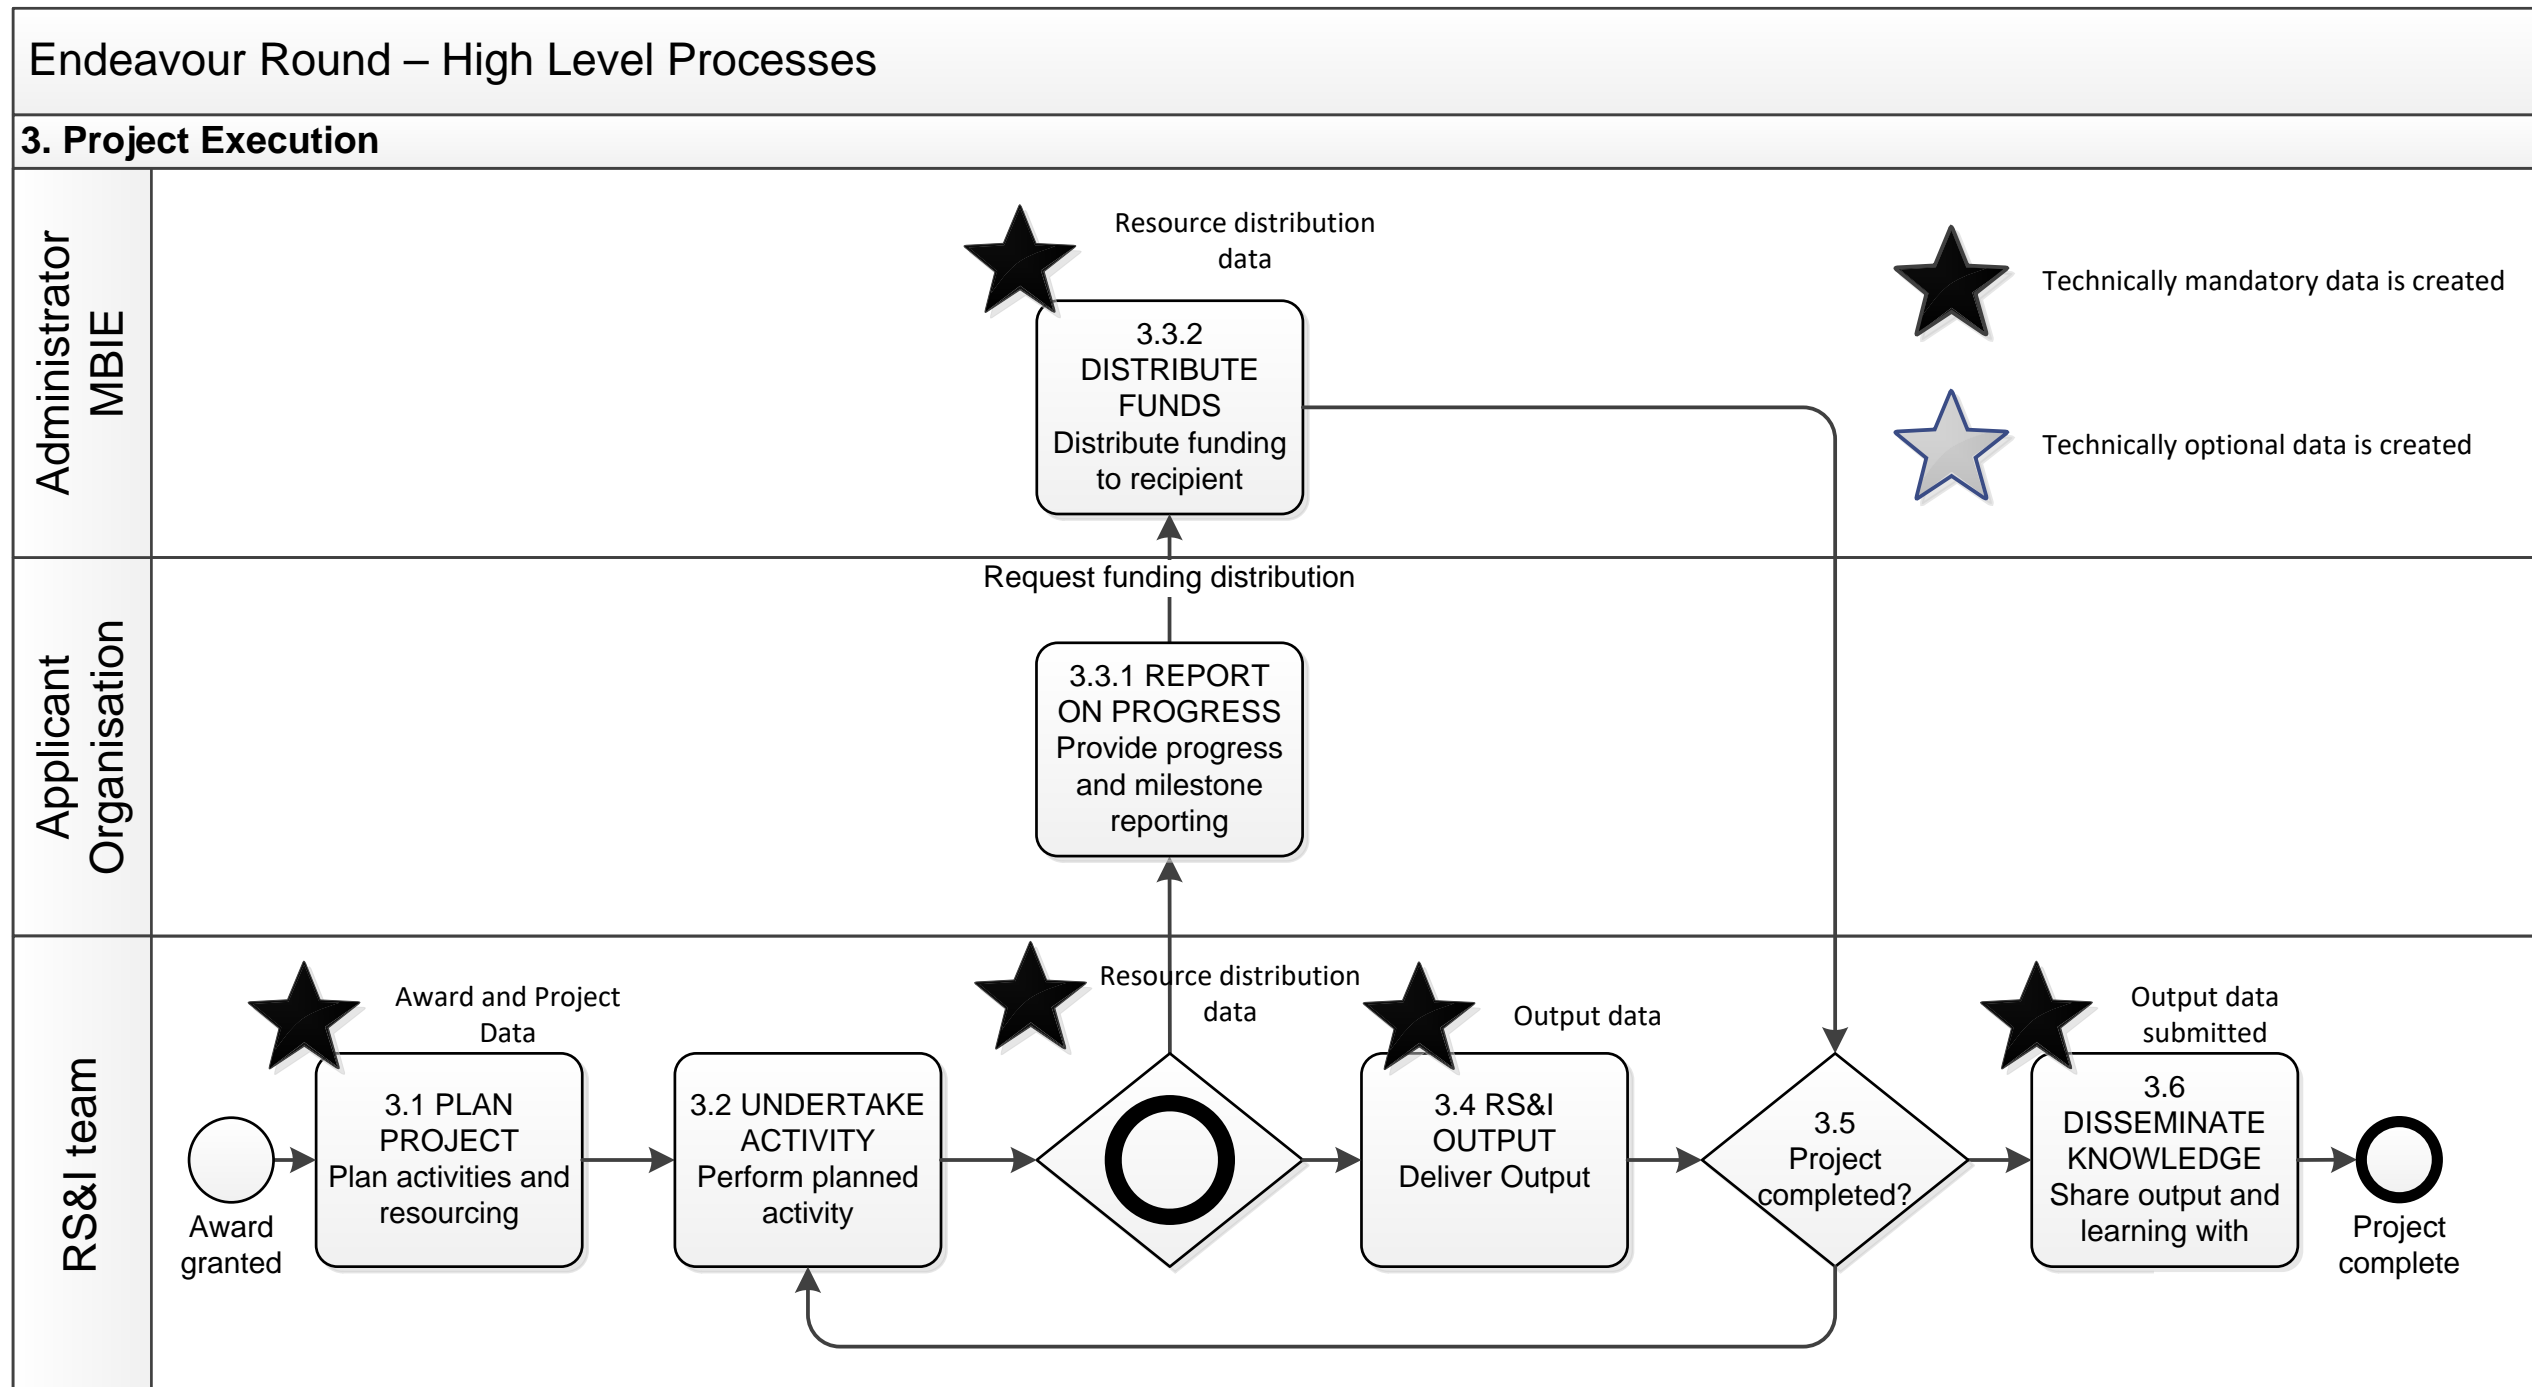 Endeavour Round – High Level Processes
3. Project Execution
Administrator
MBIE
Resource distribution
data
3.3.2
DISTRIBUTE
FUNDS
Distribute funding
to recipient
Technically mandatory data is created
Technically optional data is created
Applicant
Organisation
Request funding distribution
3.3.1 REPORT
ON PROGRESS
Provide progress
and milestone
reporting
RS&I team
Award
granted
Award and Project
Data
3.1 PLAN
PROJECT
Plan activities and
resourcing
3.2 UNDERTAKE
ACTIVITY
Perform planned
activity
Resource distribution
data
Output data
3.4 RS&I
OUTPUT
Deliver Output
3.5
Project
completed?
Output data
submitted
3.6
DISSEMINATE
KNOWLEDGE
Share output and
learning with
Project
complete